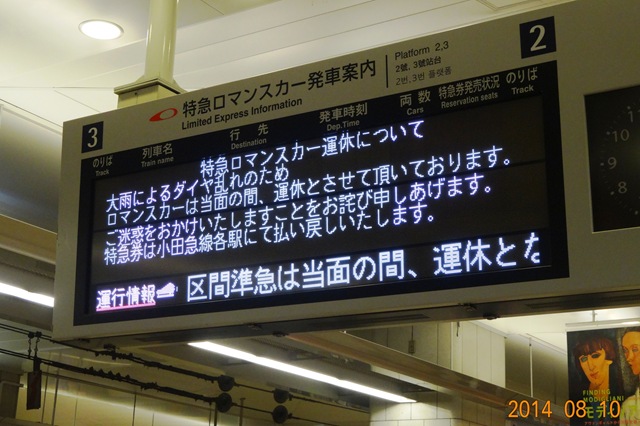 特急ロマンスカー発車案内
Limited Express Information
Platform 2,3
2號, 3號站台
2번, 3번 플랫폼
2
3
のりば
Track
列車名
Train name
行先
Destination
発車時刻
Dep.Time
両数
Cars
特急券発売状況
Reservation seats
のりば
Track
特急ロマンスカー運休について
大雨によるダイヤ乱れのため
ロマンスカーは当面の間、運休とさせて頂いております。
ご迷惑をおかけいたしますことをお詫び申しあげます。
特急券は小田急線各駅にて払い戻しいたします。
運行情報
区間準急は当面の間、運休とな
10
9
8
FINDING
MODIGLIANI
2014 08 10